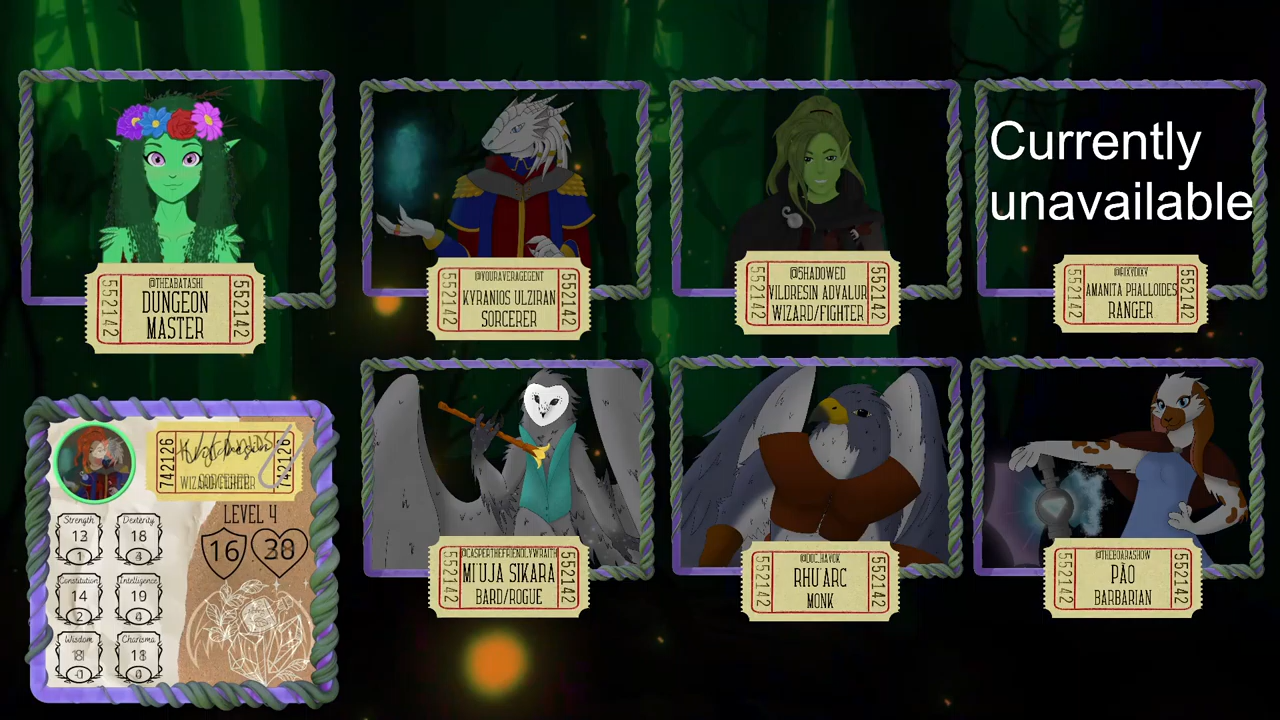 @THEABATASHI
DUNGEON
MASTER
552142
552142
@YOURAVERAGEGENT
KYRANIOS ULZIRAN
SORCERER
552142
552142
@SHADOWED
VILDRESIN ADVALUR
WIZARD/FIGHTER
552142
552142
Currently
unavailable
AMANITA PHALLOIDES
RANGER
552142
552142
742126
742126
LEVEL 4
16
Strength
13
1
Dexterity
18
4
Constitution
14
2
Intelligence
19
4
Wisdom
Charisma
@CASPERTHEFRIENDLYWRAITH
MI'UJA SIKARA
BARD/ROGUE
552142
552142
@DOC_HAVOK
RHU'ARC
MONK
552142
552142
@THEBOABASHOW
PÃO
BARBARIAN
552142
552142